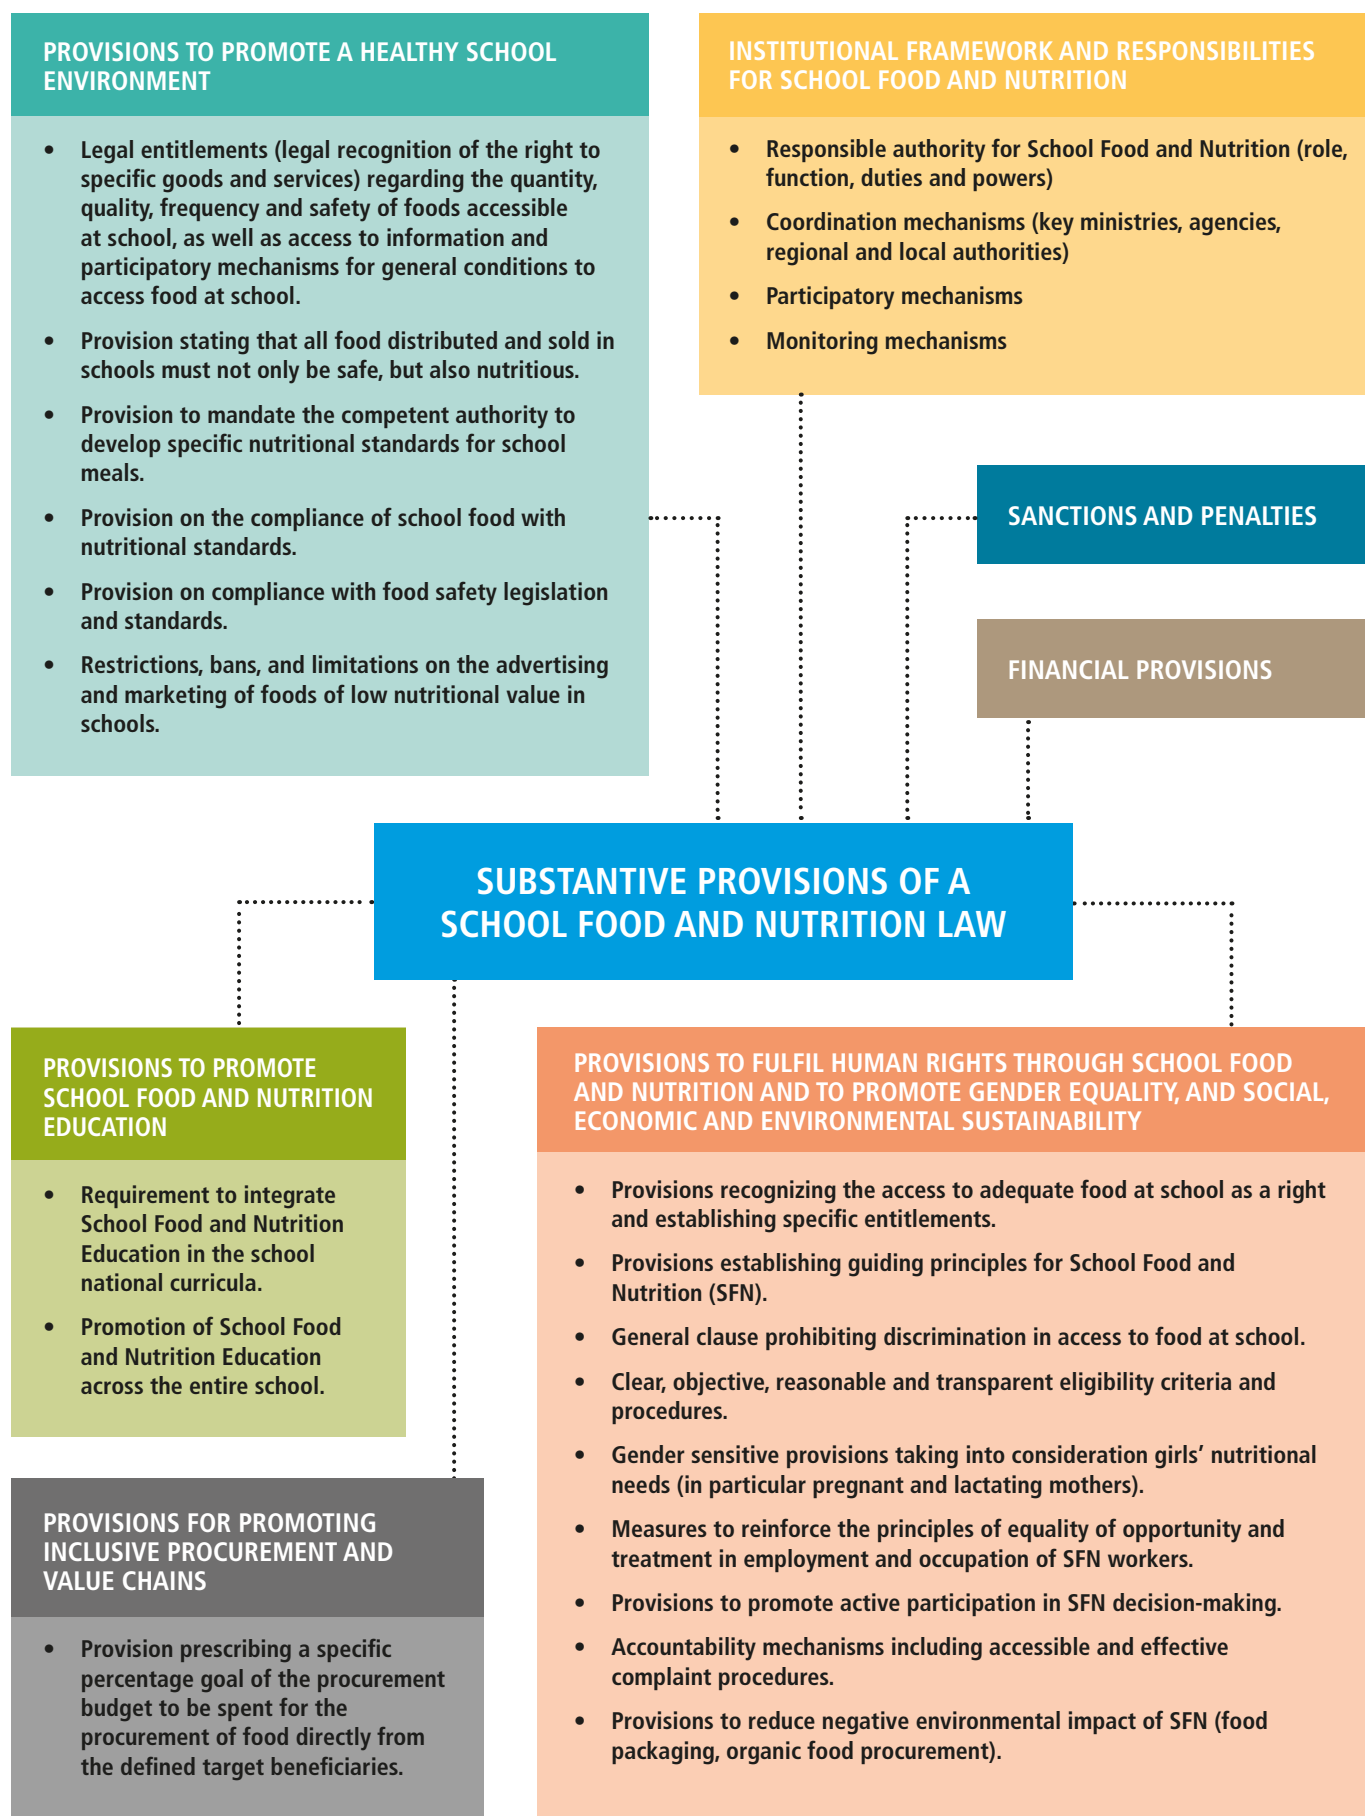 PROVISIONS TO PROMOTE A HEALTHY SCHOOL
ENVIRONMENT
• Legal entitlements (legal recognition of the right to
specific goods and services) regarding the quantity,
quality, frequency and safety of foods accessible
at school, as well as access to information and
participatory mechanisms for general conditions to
access food at school.
• Provision stating that all food distributed and sold in
schools must not only be safe, but also nutritious.
• Provision to mandate the competent authority to
develop specific nutritional standards for school
meals.
• Provision on the compliance of school food with
nutritional standards.
• Provision on compliance with food safety legislation
and standards.
• Restrictions, bans, and limitations on the advertising
and marketing of foods of low nutritional value in
schools.
INSTITUTIONAL FRAMEWORK AND RESPONSIBILITIES
FOR SCHOOL FOOD AND NUTRITION
• Responsible authority for School Food and Nutrition (role,
function, duties and powers)
• Coordination mechanisms (key ministries, agencies,
regional and local authorities)
• Participatory mechanisms
• Monitoring mechanisms
SANCTIONS AND PENALTIES
FINANCIAL PROVISIONS
SUBSTANTIVE PROVISIONS OF A
SCHOOL FOOD AND NUTRITION LAW
PROVISIONS TO PROMOTE
SCHOOL FOOD AND NUTRITION
EDUCATION
• Requirement to integrate
School Food and Nutrition
Education in the school
national curricula.
• Promotion of School Food
and Nutrition Education
across the entire school.
PROVISIONS FOR PROMOTING
INCLUSIVE PROCUREMENT AND
VALUE CHAINS
• Provision prescribing a specific
percentage goal of the procurement
budget to be spent for the
procurement of food directly from
the defined target beneficiaries.
PROVISIONS TO FULFIL HUMAN RIGHTS THROUGH SCHOOL FOOD
AND NUTRITION AND TO PROMOTE GENDER EQUALITY, AND SOCIAL,
ECONOMIC AND ENVIRONMENTAL SUSTAINABILITY
• Provisions recognizing the access to adequate food at school as a right
and establishing specific entitlements.
• Provisions establishing guiding principles for School Food and
Nutrition (SFN).
• General clause prohibiting discrimination in access to food at school.
• Clear, objective, reasonable and transparent eligibility criteria and
procedures.
• Gender sensitive provisions taking into consideration girls’ nutritional
needs (in particular pregnant and lactating mothers).
• Measures to reinforce the principles of equality of opportunity and
treatment in employment and occupation of SFN workers.
• Provisions to promote active participation in SFN decision-making.
• Accountability mechanisms including accessible and effective
complaint procedures.
• Provisions to reduce negative environmental impact of SFN (food
packaging, organic food procurement).